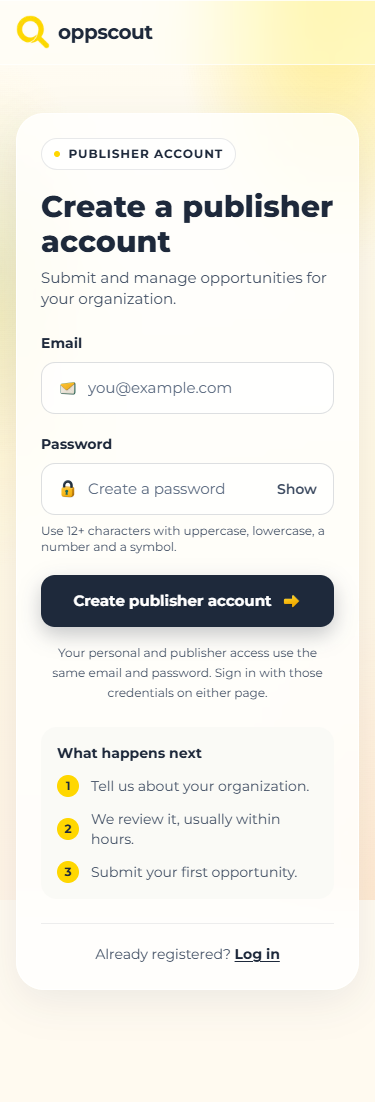 oppscout
PUBLISHER ACCOUNT
Create a publisher
account
Submit and manage opportunities for
your organization.
Email
you@example.com
Password
Create a password
Show
Use 12+ characters with uppercase, lowercase, a
number and a symbol.
Create publisher account
Your personal and publisher access use the
same email and password. Sign in with those
credentials on either page.
What happens next
1 Tell us about your organization.
2 We review it, usually within
hours.
3 Submit your first opportunity.
Already registered? Log in